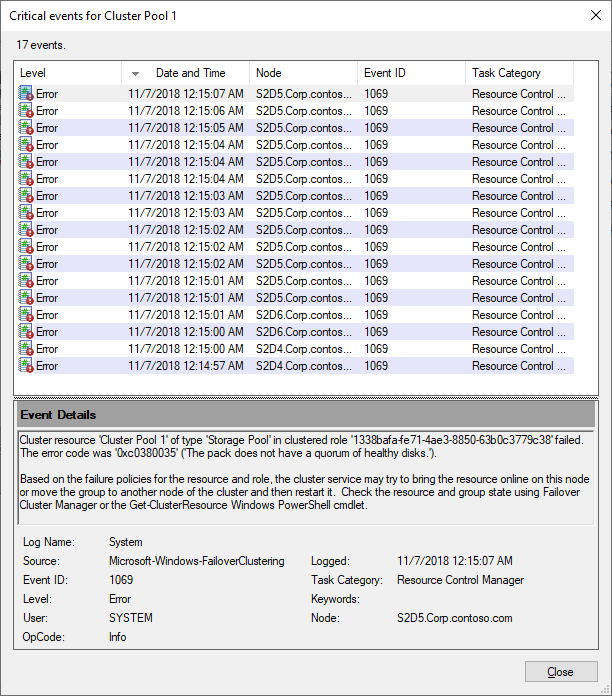 Critical events for Cluster Pool 1
17 events.
Level Date and Time Node Event ID Task Category
Error 11/7/2018 12:15:07 AM S2D5.Corp.contos... 1069 Resource Control ...
Error 11/7/2018 12:15:06 AM S2D5.Corp.contos... 1069 Resource Control ...
Error 11/7/2018 12:15:05 AM S2D5.Corp.contos... 1069 Resource Control ...
Error 11/7/2018 12:15:04 AM S2D5.Corp.contos... 1069 Resource Control ...
Error 11/7/2018 12:15:04 AM S2D5.Corp.contos... 1069 Resource Control ...
Error 11/7/2018 12:15:04 AM S2D5.Corp.contos... 1069 Resource Control ...
Error 11/7/2018 12:15:03 AM S2D5.Corp.contos... 1069 Resource Control ...
Error 11/7/2018 12:15:03 AM S2D5.Corp.contos... 1069 Resource Control ...
Error 11/7/2018 12:15:02 AM S2D5.Corp.contos... 1069 Resource Control ...
Error 11/7/2018 12:15:02 AM S2D5.Corp.contos... 1069 Resource Control ...
Error 11/7/2018 12:15:02 AM S2D5.Corp.contos... 1069 Resource Control ...
Error 11/7/2018 12:15:01 AM S2D5.Corp.contos... 1069 Resource Control ...
Error 11/7/2018 12:15:01 AM S2D5.Corp.contos... 1069 Resource Control ...
Error 11/7/2018 12:15:01 AM S2D6.Corp.contos... 1069 Resource Control ...
Error 11/7/2018 12:15:00 AM S2D6.Corp.contos... 1069 Resource Control ...
Error 11/7/2018 12:15:00 AM S2D4.Corp.contos... 1069 Resource Control ...
Error 11/7/2018 12:14:57 AM S2D4.Corp.contos... 1069 Resource Control ...
Event Details
Cluster resource 'Cluster Pool 1' of type 'Storage Pool' in clustered role '1338bafa-fe71-4ae3-8850-63b0c3779c38' failed.
The error code was '0xc0380035' ('The pack does not have a quorum of healthy disks.').
Based on the failure policies for the resource and role, the cluster service may try to bring the resource online on this node
or move the group to another node of the cluster and then restart it.  Check the resource and group state using Failover
Cluster Manager or the Get-ClusterResource Windows PowerShell cmdlet.
Log Name: System
Source: Microsoft-Windows-FailoverClustering Logged: 11/7/2018 12:15:07 AM
Event ID: 1069 Task Category: Resource Control Manager
Level: Error Keywords:
User: SYSTEM Node: S2D5.Corp.contoso.com
OpCode: Info
Close